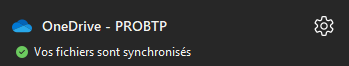 OneDrive - PROBTP
Vos fichiers sont synchronisés